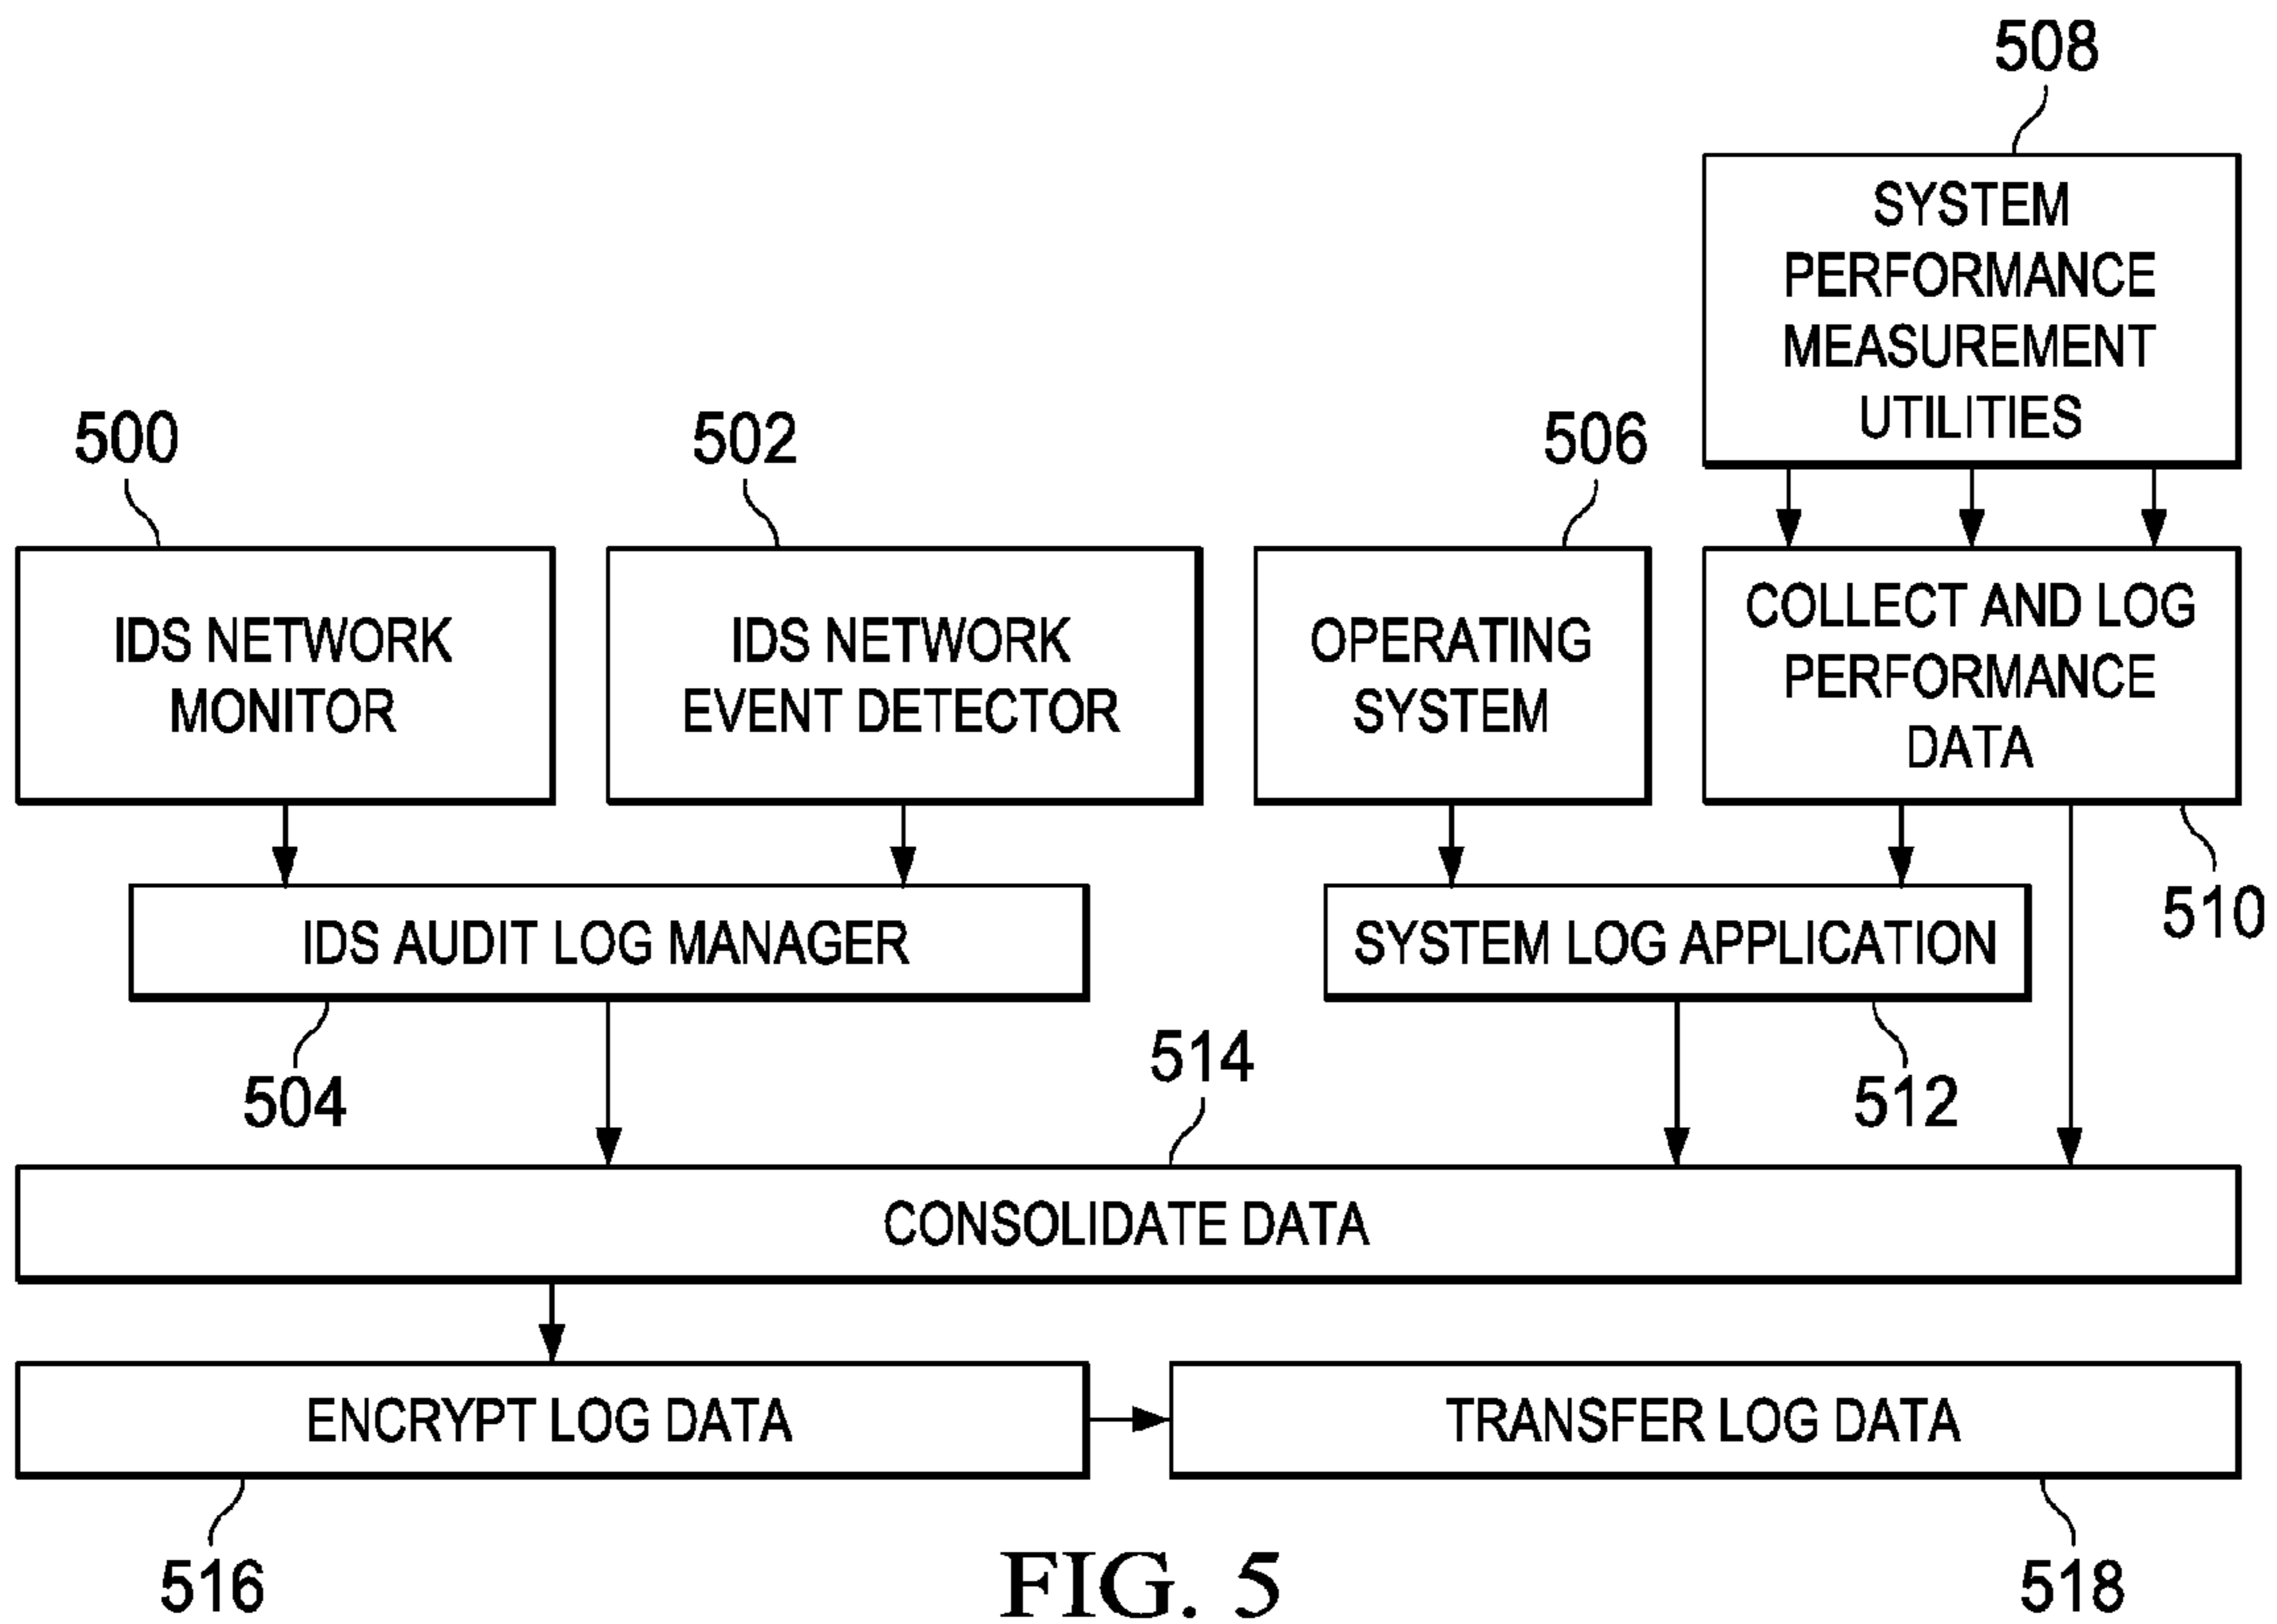 508
SYSTEM
PERFORMANCE
MEASUREMENT
UTILITIES
500
502
506
IDS NETWORK
MONITOR
IDS NETWORK
EVENT DETECTOR
OPERATING
SYSTEM
COLLECT AND LOG
PERFORMANCE
DATA
510
IDS AUDIT LOG MANAGER
SYSTEM LOG APPLICATION
504
514
512
CONSOLIDATE DATA
ENCRYPT LOG DATA
TRANSFER LOG DATA
516
518
FIG. 5